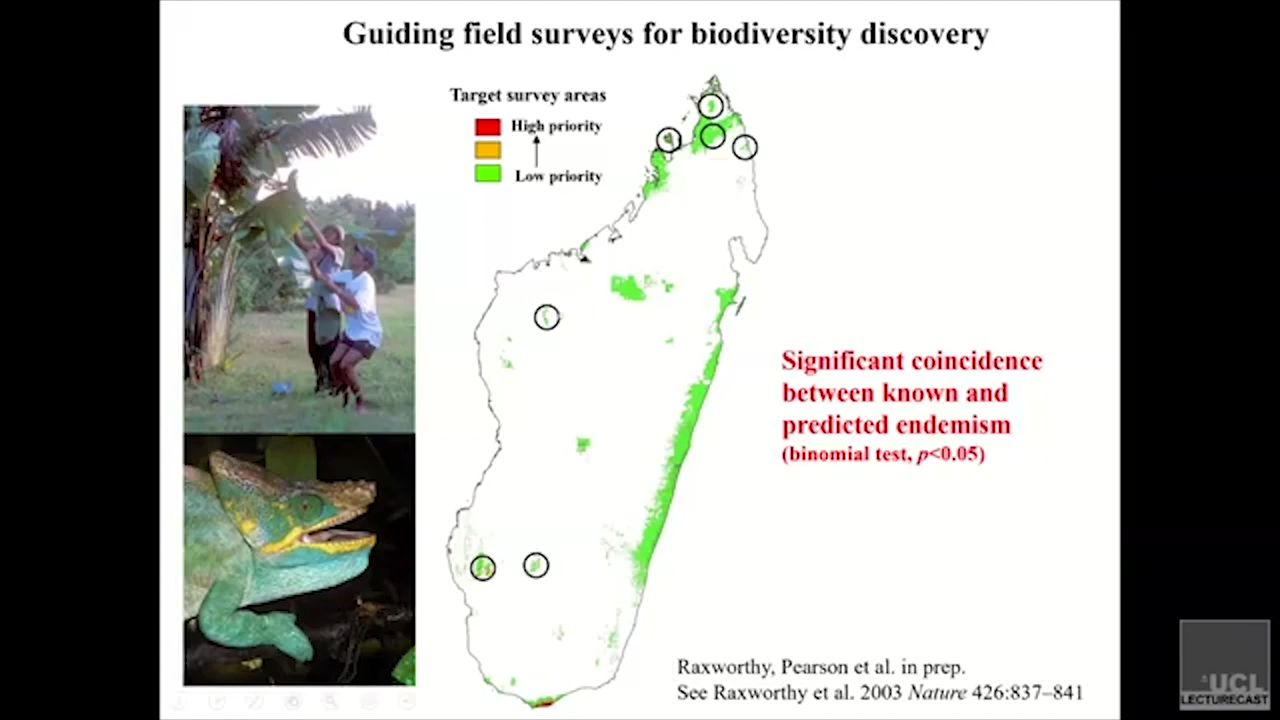 Guiding field surveys for biodiversity discovery
Target survey areas
High priority
Low priority
Significant coincidence
between known and
predicted endemism
(binomial test, p<0.05)
Raxworthy, Pearson et al. in prep.
See Raxworthy et al. 2003 Nature 426:837–841
UCL
LECTURECAST